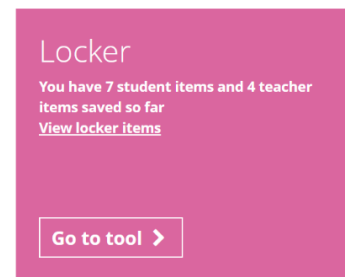 Locker
You have 7 student items and 4 teacher
items saved so far
View locker items
Go to tool